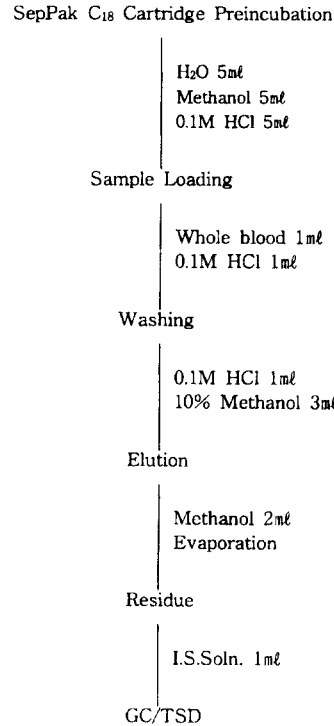 SepPak C₁₈ Cartridge Preincubation
H₂O 5㎖
Methanol 5㎖
0.1M HCl 5㎖
Sample Loading
Whole blood 1㎖
0.1M HCl 1㎖
Washing
0.1M HCl 1㎖
10% Methanol 3㎖
Elution
Methanol 2㎖
Evaporation
Residue
I.S.Soln. 1㎖
GC/TSD